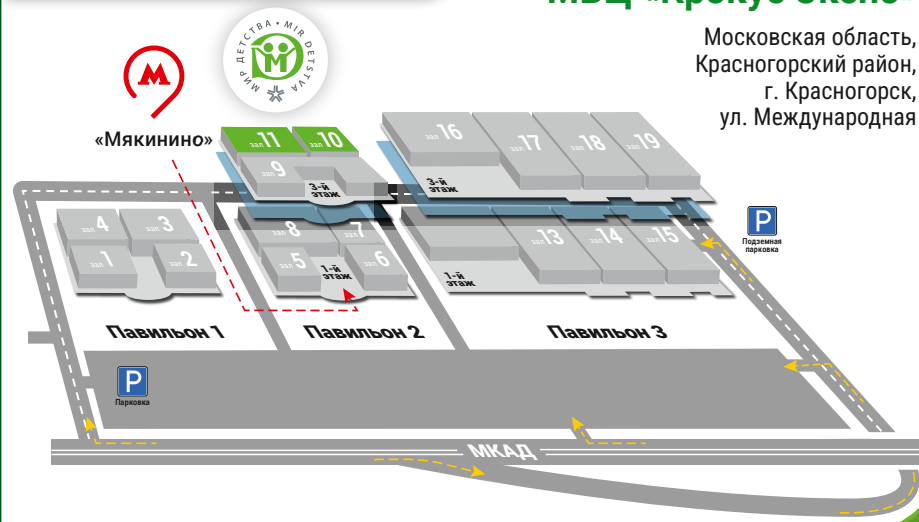 МВЦ «Крокус Экспо»
Московская область,
Красногорский район,
г. Красногорск,
ул. Международная
МИР ДЕТСТВА • MIR DETSTVA
М
«Мякинино»
зал 11
зал 10
зал 9
3-й
этаж
зал 16
зал 17
зал 18
зал 19
3-й
этаж
зал 4
зал 3
зал 1
зал 2
зал 8
зал 7
зал 5
зал 6
1-й
этаж
зал 13
зал 14
зал 15
1-й
этаж
P
Подземная
парковка
Павильон 1
Павильон 2
Павильон 3
P
Парковка
МКАД